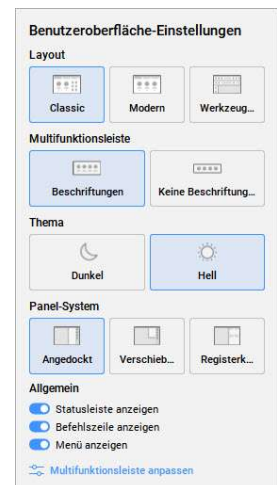 Benutzeroberfläche-Einstellungen
Layout
Classic Modern Werkzeug...
Multifunktionsleiste
Beschriftungen Keine Beschriftung...
Thema
Dunkel Hell
Panel-System
Angedockt Verschieb... Registerk...
Allgemein
Statusleiste anzeigen
Befehlszeile anzeigen
Menü anzeigen
Multifunktionsleiste anpassen